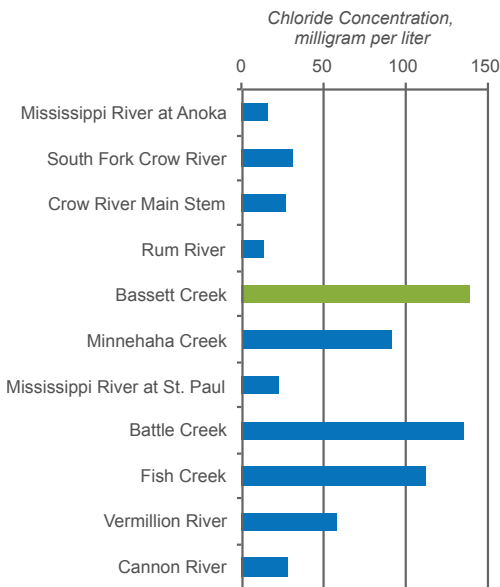 Chloride Concentration,
milligram per liter
0 50 100 150
Mississippi River at Anoka
South Fork Crow River
Crow River Main Stem
Rum River
Bassett Creek
Minnehaha Creek
Mississippi River at St. Paul
Battle Creek
Fish Creek
Vermillion River
Cannon River